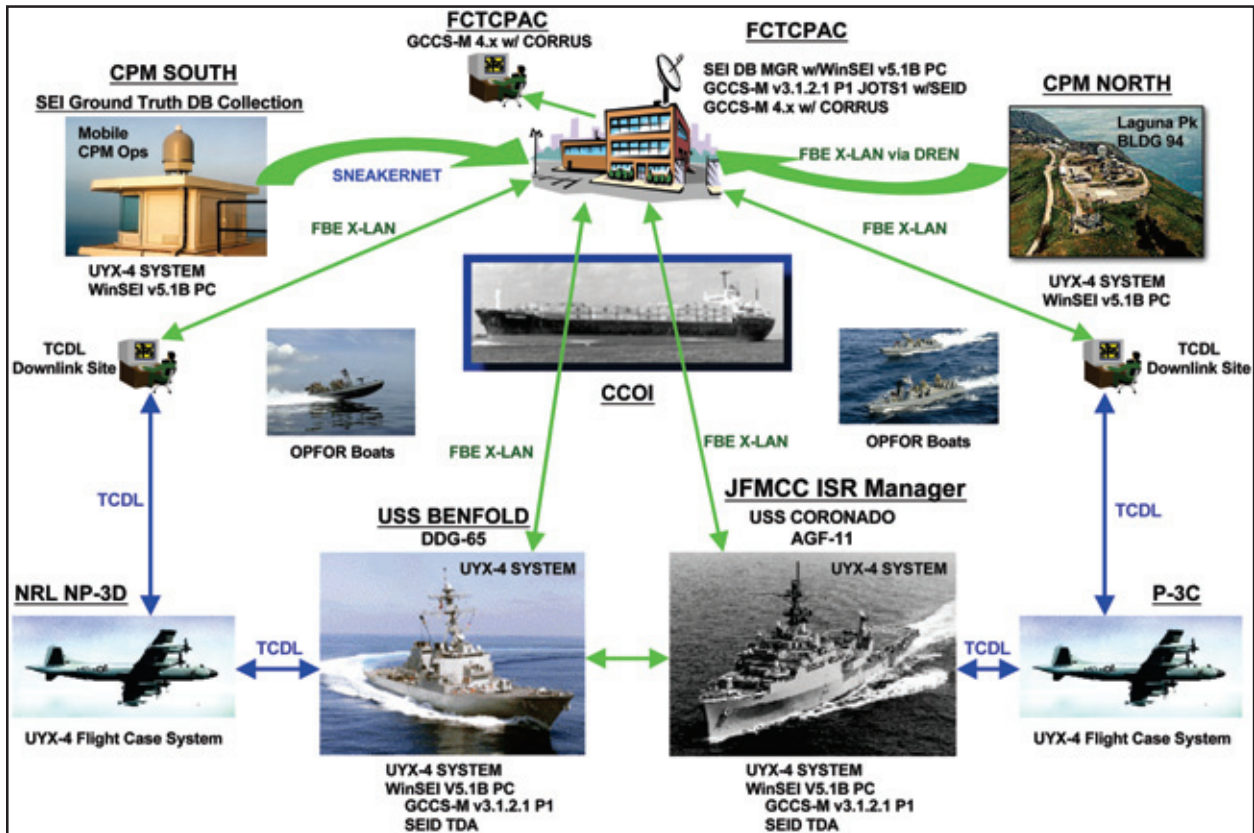 FCTCPAC
GCCS-M 4.x w/ CORRUS
FCTCPAC
SEI DB MGR w/WinSEI v5.1B PC
GCCS-M v3.1.2.1 P1 JOTS1 w/SEID
GCCS-M 4.x w/ CORRUS
CPM SOUTH
SEI Ground Truth DB Collection
Mobile
CPM Ops
UYX-4 SYSTEM
WinSEI v5.1B PC
SNEAKERNET
FBE X-LAN via DREN
CPM NORTH
Laguna Pk
BLDG 94
UYX-4 SYSTEM
WinSEI v5.1B PC
FBE X-LAN
FBE X-LAN
TCDL
Downlink Site
TCDL
Downlink Site
OPFOR Boats
CCOI
OPFOR Boats
FBE X-LAN
FBE X-LAN
TCDL
TCDL
USS BENFOLD
DDG-65
UYX-4 SYSTEM
JFMCC ISR Manager
USS CORONADO
AGF-11
UYX-4 SYSTEM
NRL NP-3D
TCDL
UYX-4 Flight Case System
TCDL
P-3C
UYX-4 Flight Case System
UYX-4 SYSTEM
WinSEI V5.1B PC
GCCS-M v3.1.2.1 P1
SEID TDA
UYX-4 SYSTEM
WinSEI V5.1B PC
GCCS-M v3.1.2.1 P1
SEID TDA